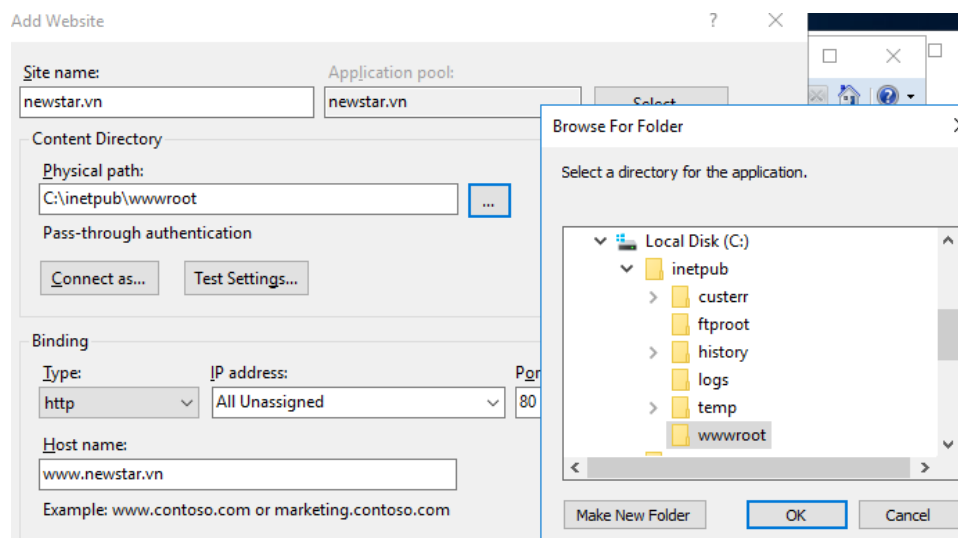 Add Website
Site name:
Application pool:
newstar.vn
newstar.vn
Select...
Content Directory
Physical path:
C:\inetpub\wwwroot
...
Pass-through authentication
Connect as...
Test Settings...
Binding
Type:
IP address:
Por
http
All Unassigned
80
Host name:
www.newstar.vn
Example: www.contoso.com or marketing.contoso.com
Browse For Folder
Select a directory for the application.
Local Disk (C:)
inetpub
custerr
ftproot
history
logs
temp
wwwroot
Make New Folder
OK
Cancel